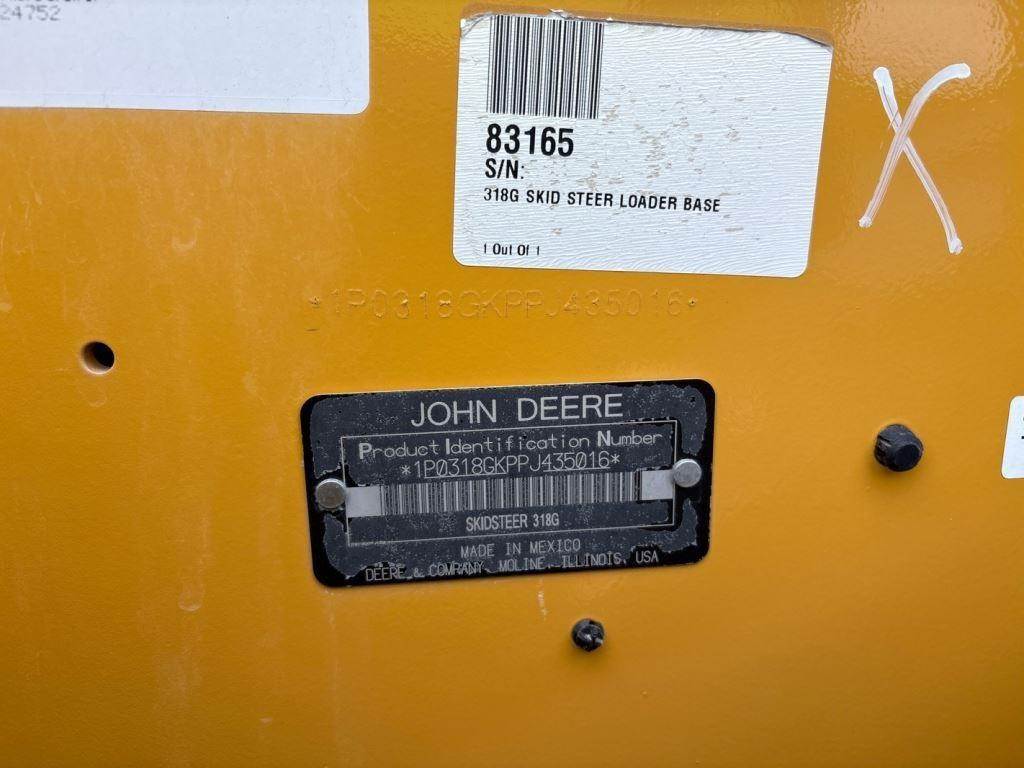 24752
83165
S/N:
318G SKID STEER LOADER BASE
1 Out Of 1
X
*1P0318GKPPJ435016*
JOHN DEERE
Product Identification Number
*1P0318GKPPJ435016*
SKIDSTEER 318G
MADE IN MEXICO
DEERE & COMPANY, MOLINE, ILLINOIS, USA